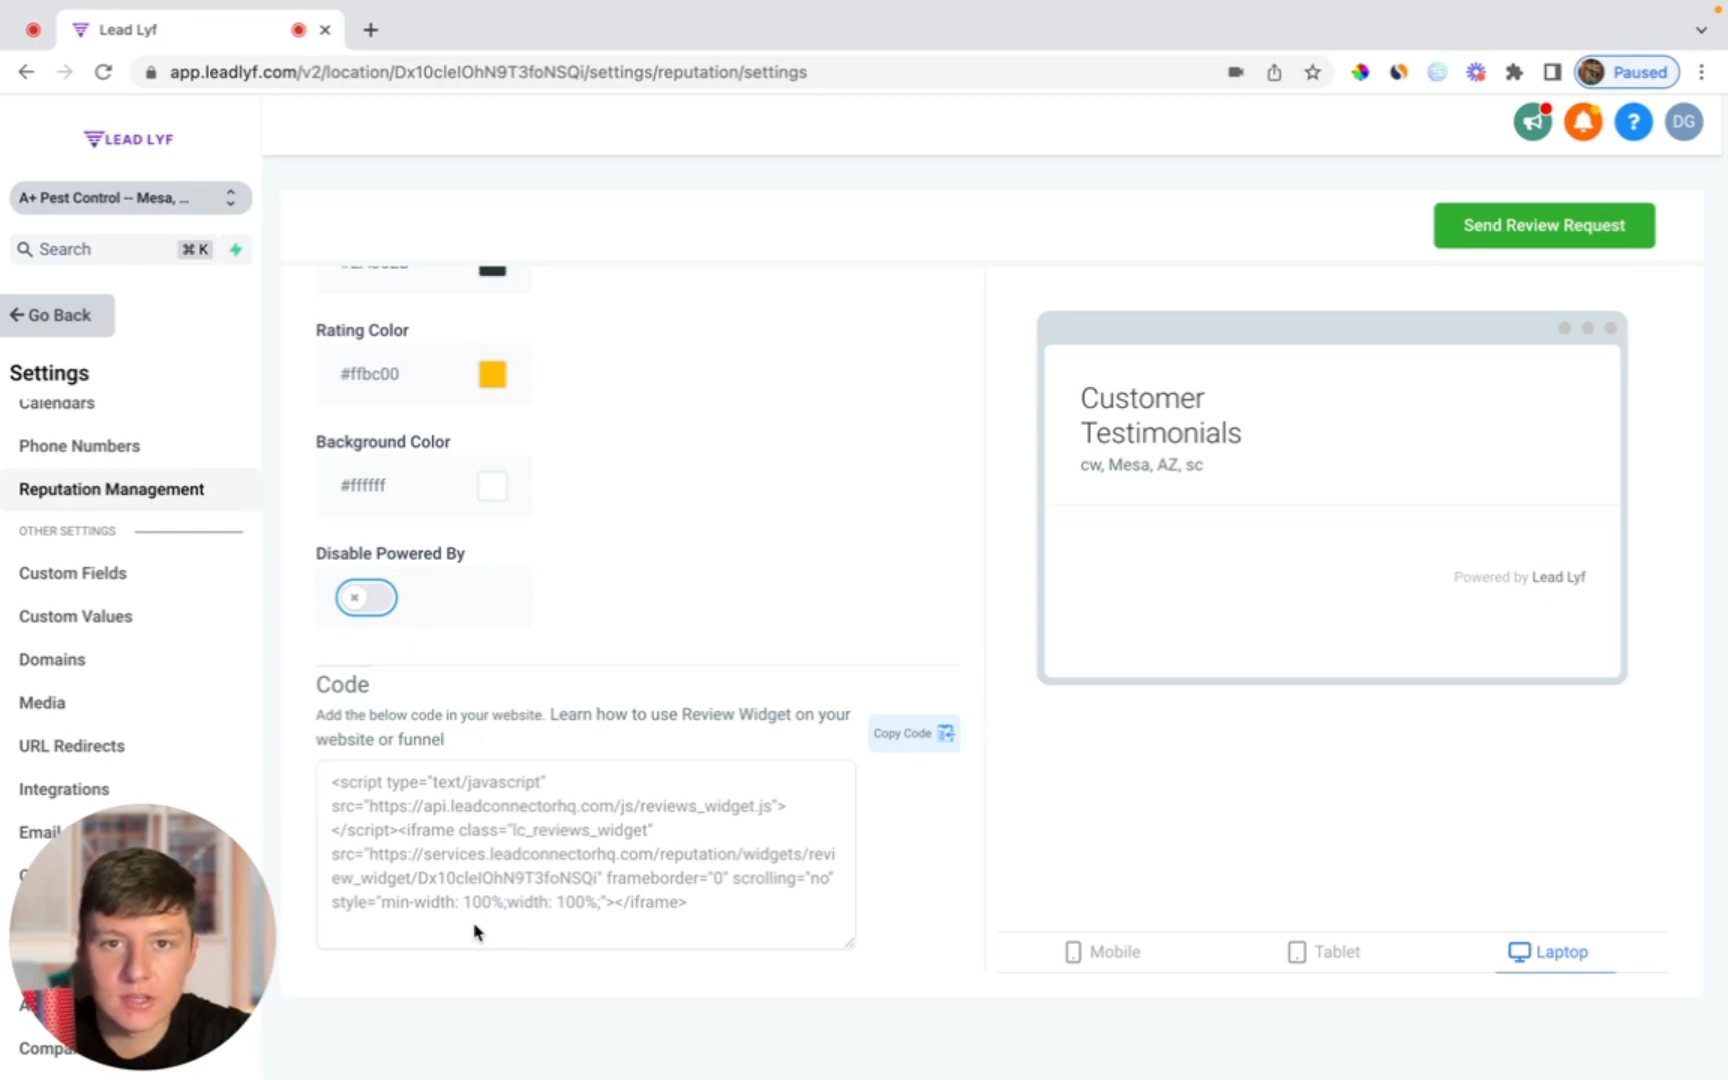 Lead Lyf
app.leadlyf.com/v2/location/Dx10cleIOhN9T3foNSQi/settings/reputation/settings
Paused
LEAD LYF
DG
A+ Pest Control -- Mesa, ...
Search
⌘ K
Send Review Request
Go Back
Settings
Calendars
Phone Numbers
Reputation Management
OTHER SETTINGS
Custom Fields
Custom Values
Domains
Media
URL Redirects
Integrations
Email
Rating Color
#ffbc00
Background Color
#ffffff
Disable Powered By
Code
Add the below code in your website. Learn how to use Review Widget on your
website or funnel
Copy Code
<script type="text/javascript"
src="https://api.leadconnectorhq.com/js/reviews_widget.js">
</script><iframe class="lc_reviews_widget"
src="https://services.leadconnectorhq.com/reputation/widgets/revi
ew_widget/Dx10cleIOhN9T3foNSQi" frameborder="0" scrolling="no"
style="min-width: 100%;width: 100%;"></iframe>
Customer
Testimonials
cw, Mesa, AZ, sc
Powered by Lead Lyf
Mobile
Tablet
Laptop